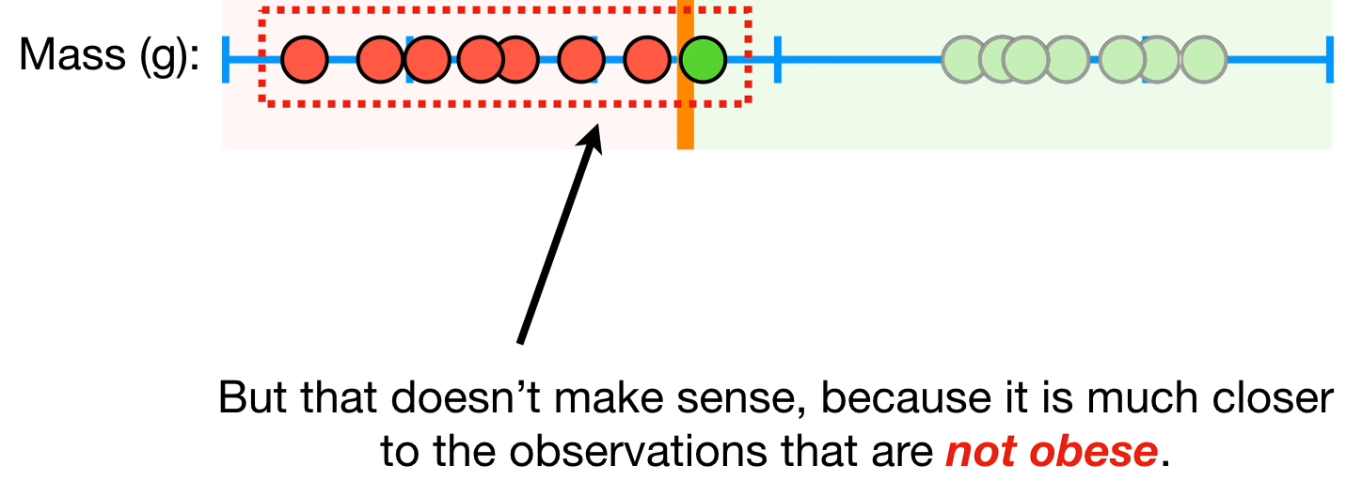 Mass (g):
But that doesn’t make sense, because it is much closer
to the observations that are not obese.